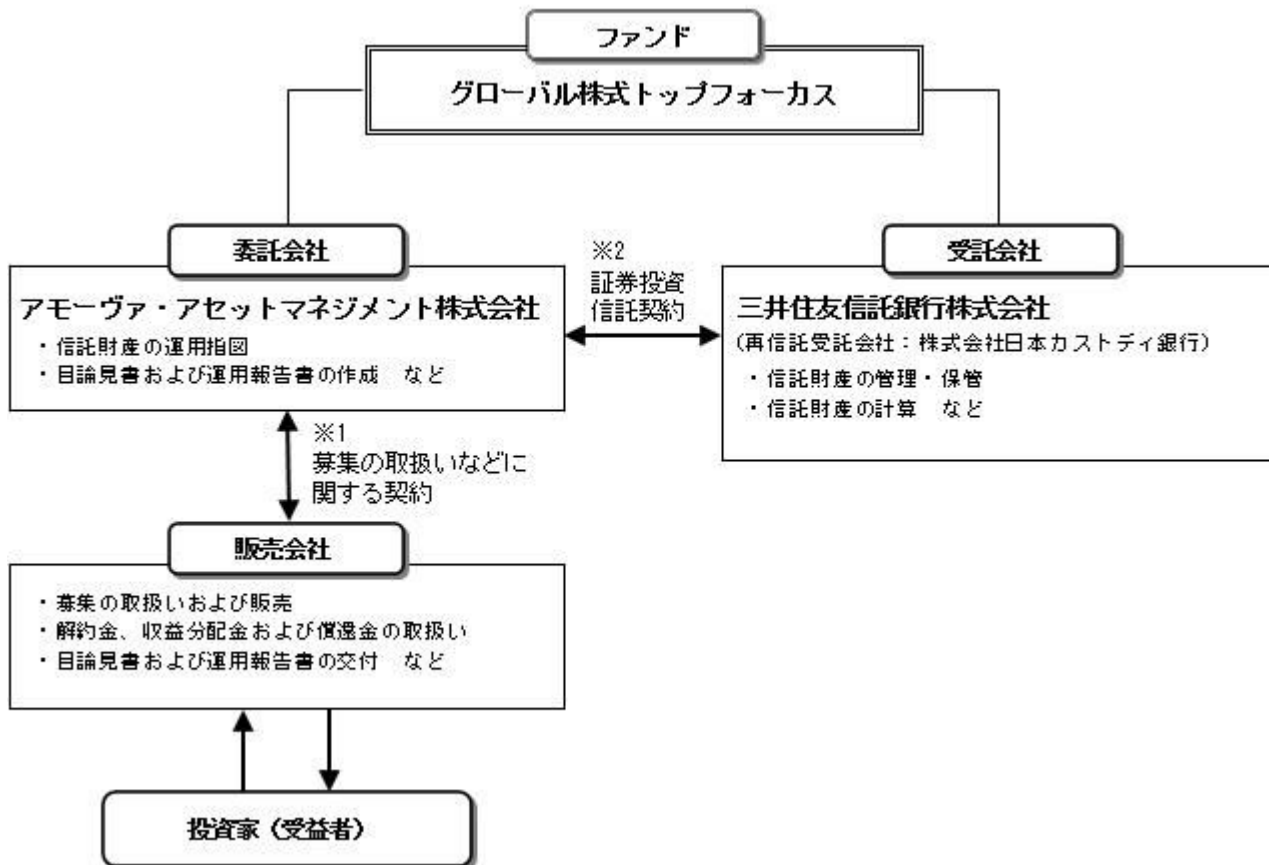 ファンド
グローバル株式トップフォーカス
委託会社
アモーヴァ・アセットマネジメント株式会社
・信託財産の運用指図
・目論見書および運用報告書の作成　など
※2
証券投資
信託契約
受託会社
三井住友信託銀行株式会社
(再信託受託会社：株式会社日本カストディ銀行)
・信託財産の管理・保管
・信託財産の計算　など
※1
募集の取扱いなどに
関する契約
販売会社
・募集の取扱いおよび販売
・解約金、収益分配金および償還金の取扱い
・目論見書および運用報告書の交付　など
投資家（受益者）